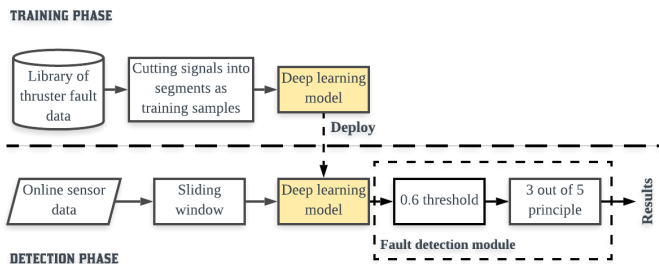 TRAINING PHASE
Library of
thruster fault
data
Cutting signals into
segments as
training samples
Deep learning
model
Deploy
Online sensor
data
Sliding
window
Deep learning
model
0.6 threshold
3 out of 5
principle
Results
Fault detection module
DETECTION PHASE